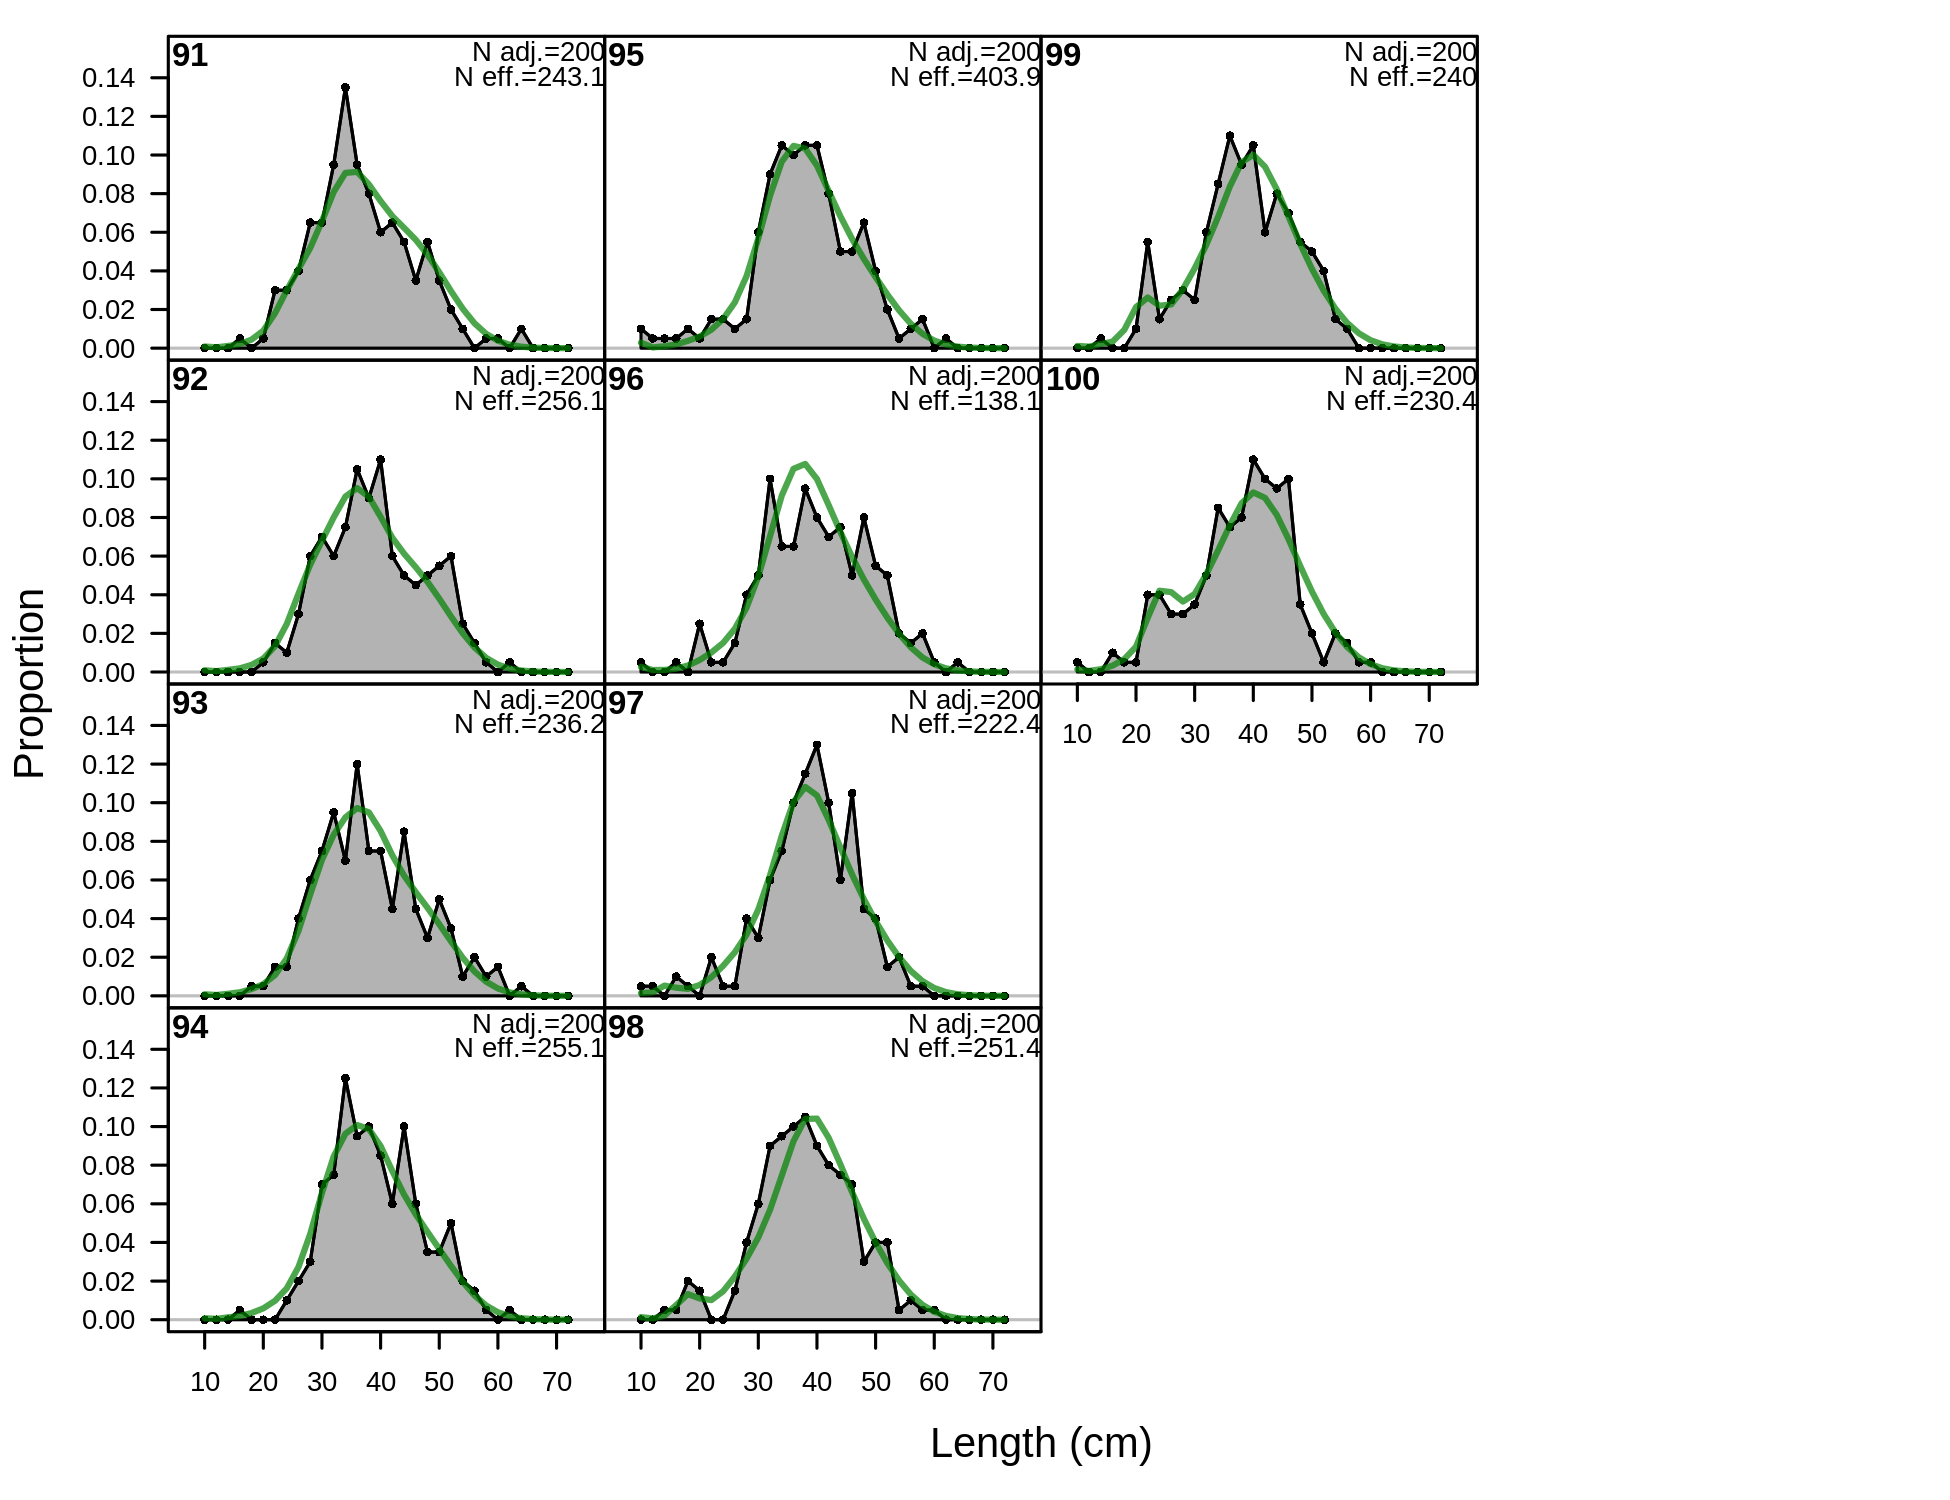 91
N adj.=200
N eff.=243.1
95
N adj.=200
N eff.=403.9
99
N adj.=200
N eff.=240
0.14
0.12
0.10
0.08
0.06
0.04
0.02
0.00
92
N adj.=200
N eff.=256.1
96
N adj.=200
N eff.=138.1
100
N adj.=200
N eff.=230.4
0.14
0.12
0.10
0.08
0.06
0.04
0.02
0.00
10 20 30 40 50 60 70
93
N adj.=200
N eff.=236.2
97
N adj.=200
N eff.=222.4
0.14
0.12
0.10
0.08
0.06
0.04
0.02
0.00
94
N adj.=200
N eff.=255.1
98
N adj.=200
N eff.=251.4
0.14
0.12
0.10
0.08
0.06
0.04
0.02
0.00
10 20 30 40 50 60 70
10 20 30 40 50 60 70
Proportion
Length (cm)